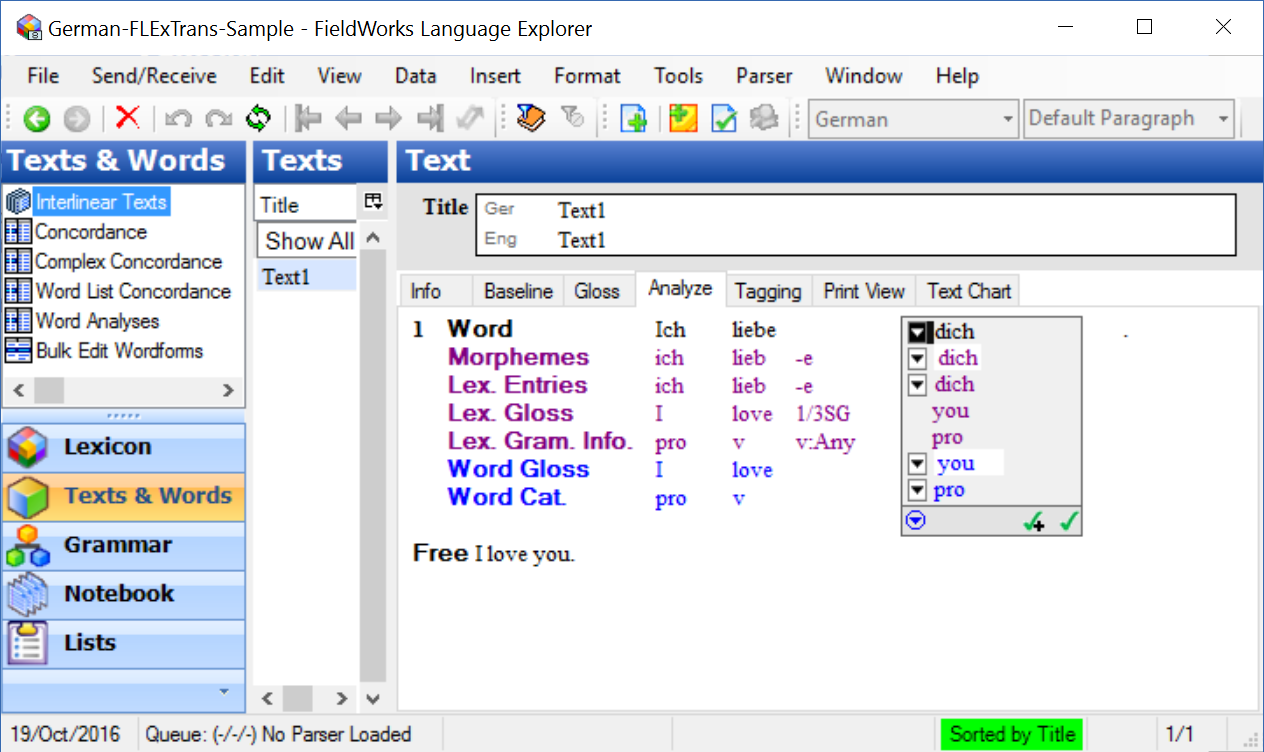 German-FLExTrans-Sample - FieldWorks Language Explorer
File Send/Receive Edit View Data Insert Format Tools Parser Window Help
German Default Paragraph
Texts & Words
Interlinear Texts
Concordance
Complex Concordance
Word List Concordance
Word Analyses
Bulk Edit Wordforms
Lexicon
Texts & Words
Grammar
Notebook
Lists
Texts
Title
Show All
Text1
Text
Title Ger Text1
Eng Text1
Info Baseline Gloss Analyze Tagging Print View Text Chart
1 Word Ich liebe dich .
Morphemes ich lieb -e dich
Lex. Entries ich lieb -e dich
Lex. Gloss I love 1/3SG you
Lex. Gram. Info. pro v v:Any pro
Word Gloss I love you
Word Cat. pro v pro
Free I love you.
19/Oct/2016 Queue: (-/-/-) No Parser Loaded Sorted by Title 1/1